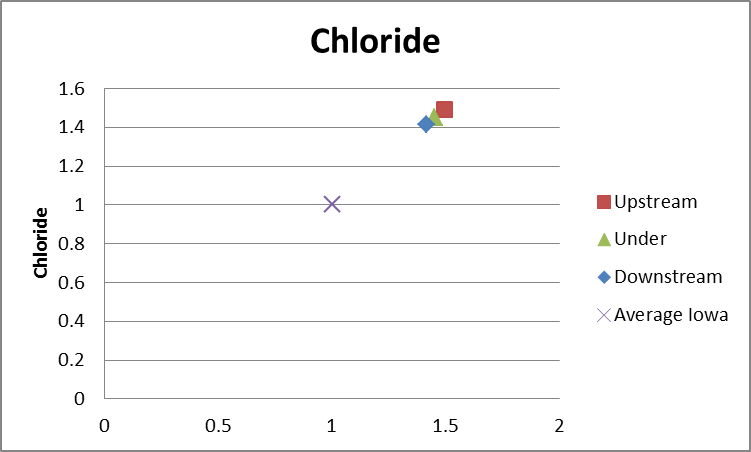 Chloride
1.6
1.4
1.2
1
0.8
0.6
0.4
0.2
0
Chloride
0 0.5 1 1.5 2
Upstream
Under
Downstream
Average Iowa